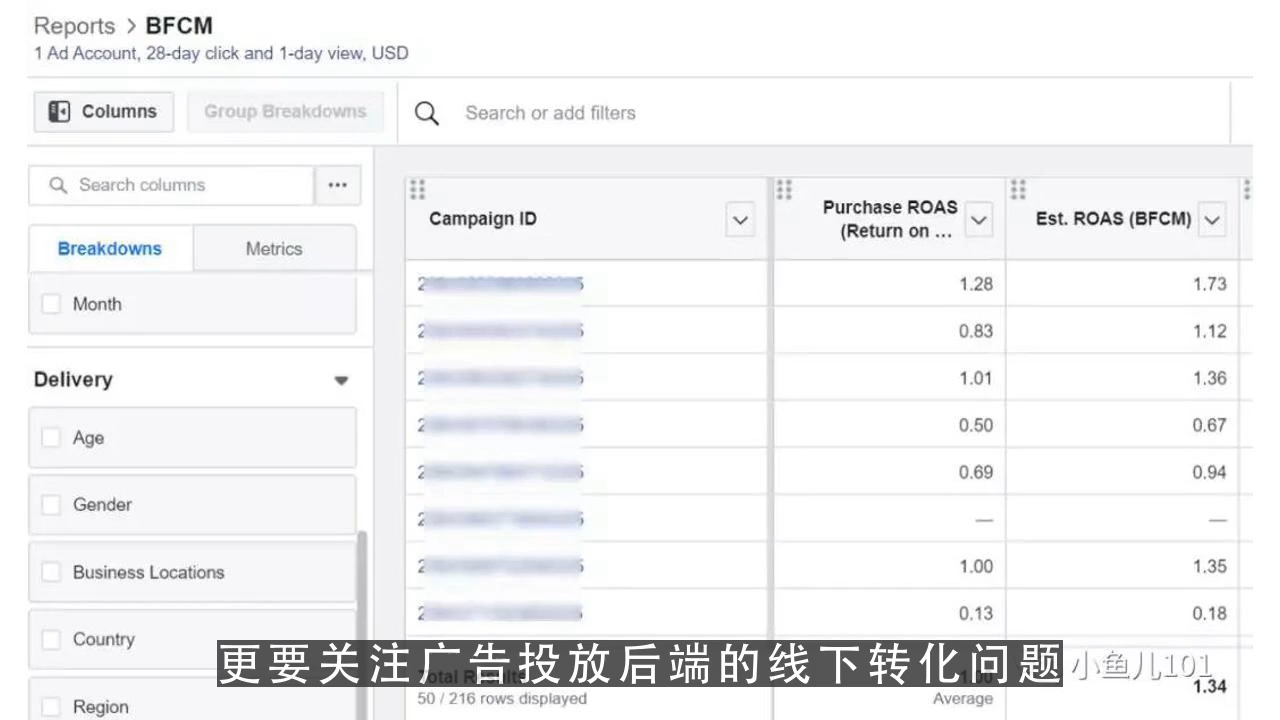 Reports > BFCM
1 Ad Account, 28-day click and 1-day view, USD
Columns
Group Breakdowns
Search or add filters
Search columns
Breakdowns
Metrics
Month
Delivery
Age
Gender
Business Locations
Country
Region
Campaign ID
Purchase ROAS
(Return on ...
Est. ROAS (BFCM)
1.28
1.73
0.83
1.12
1.01
1.36
0.50
0.67
0.69
0.94
—
—
1.00
1.35
0.13
0.18
Total Results
50 / 216 rows displayed
1.00
Average
1.34
更要关注广告投放后端的线下转化问题
小鱼儿101